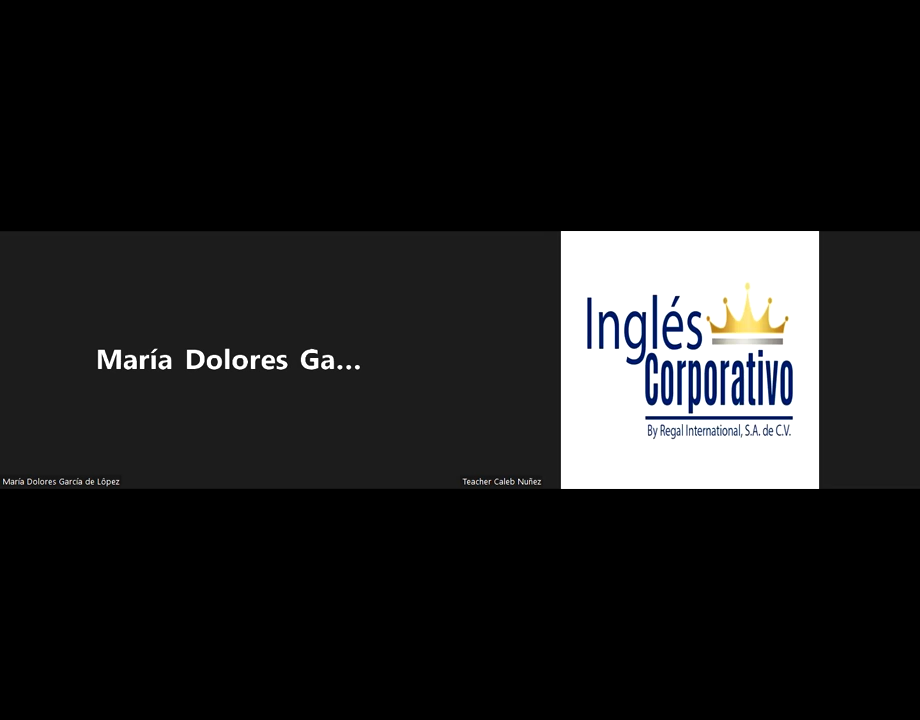 María Dolores Ga...
María Dolores García de López
Teacher Caleb Nuñez
Inglés
Corporativo
By Regal International, S.A. de C.V.